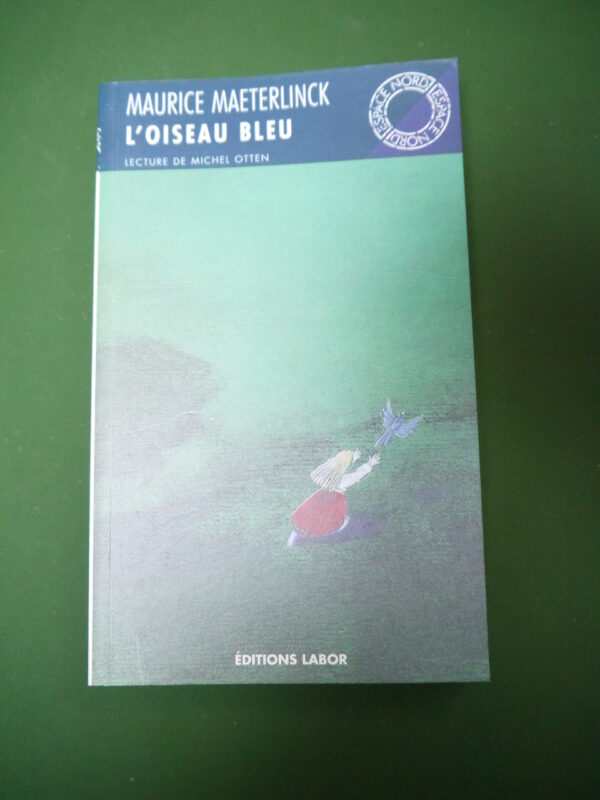 MAURICE MAETERLINCK
L'OISEAU BLEU
LECTURE DE MICHEL OTTEN
ESPACE NORD
ESPACE NORD
ÉDITIONS LABOR